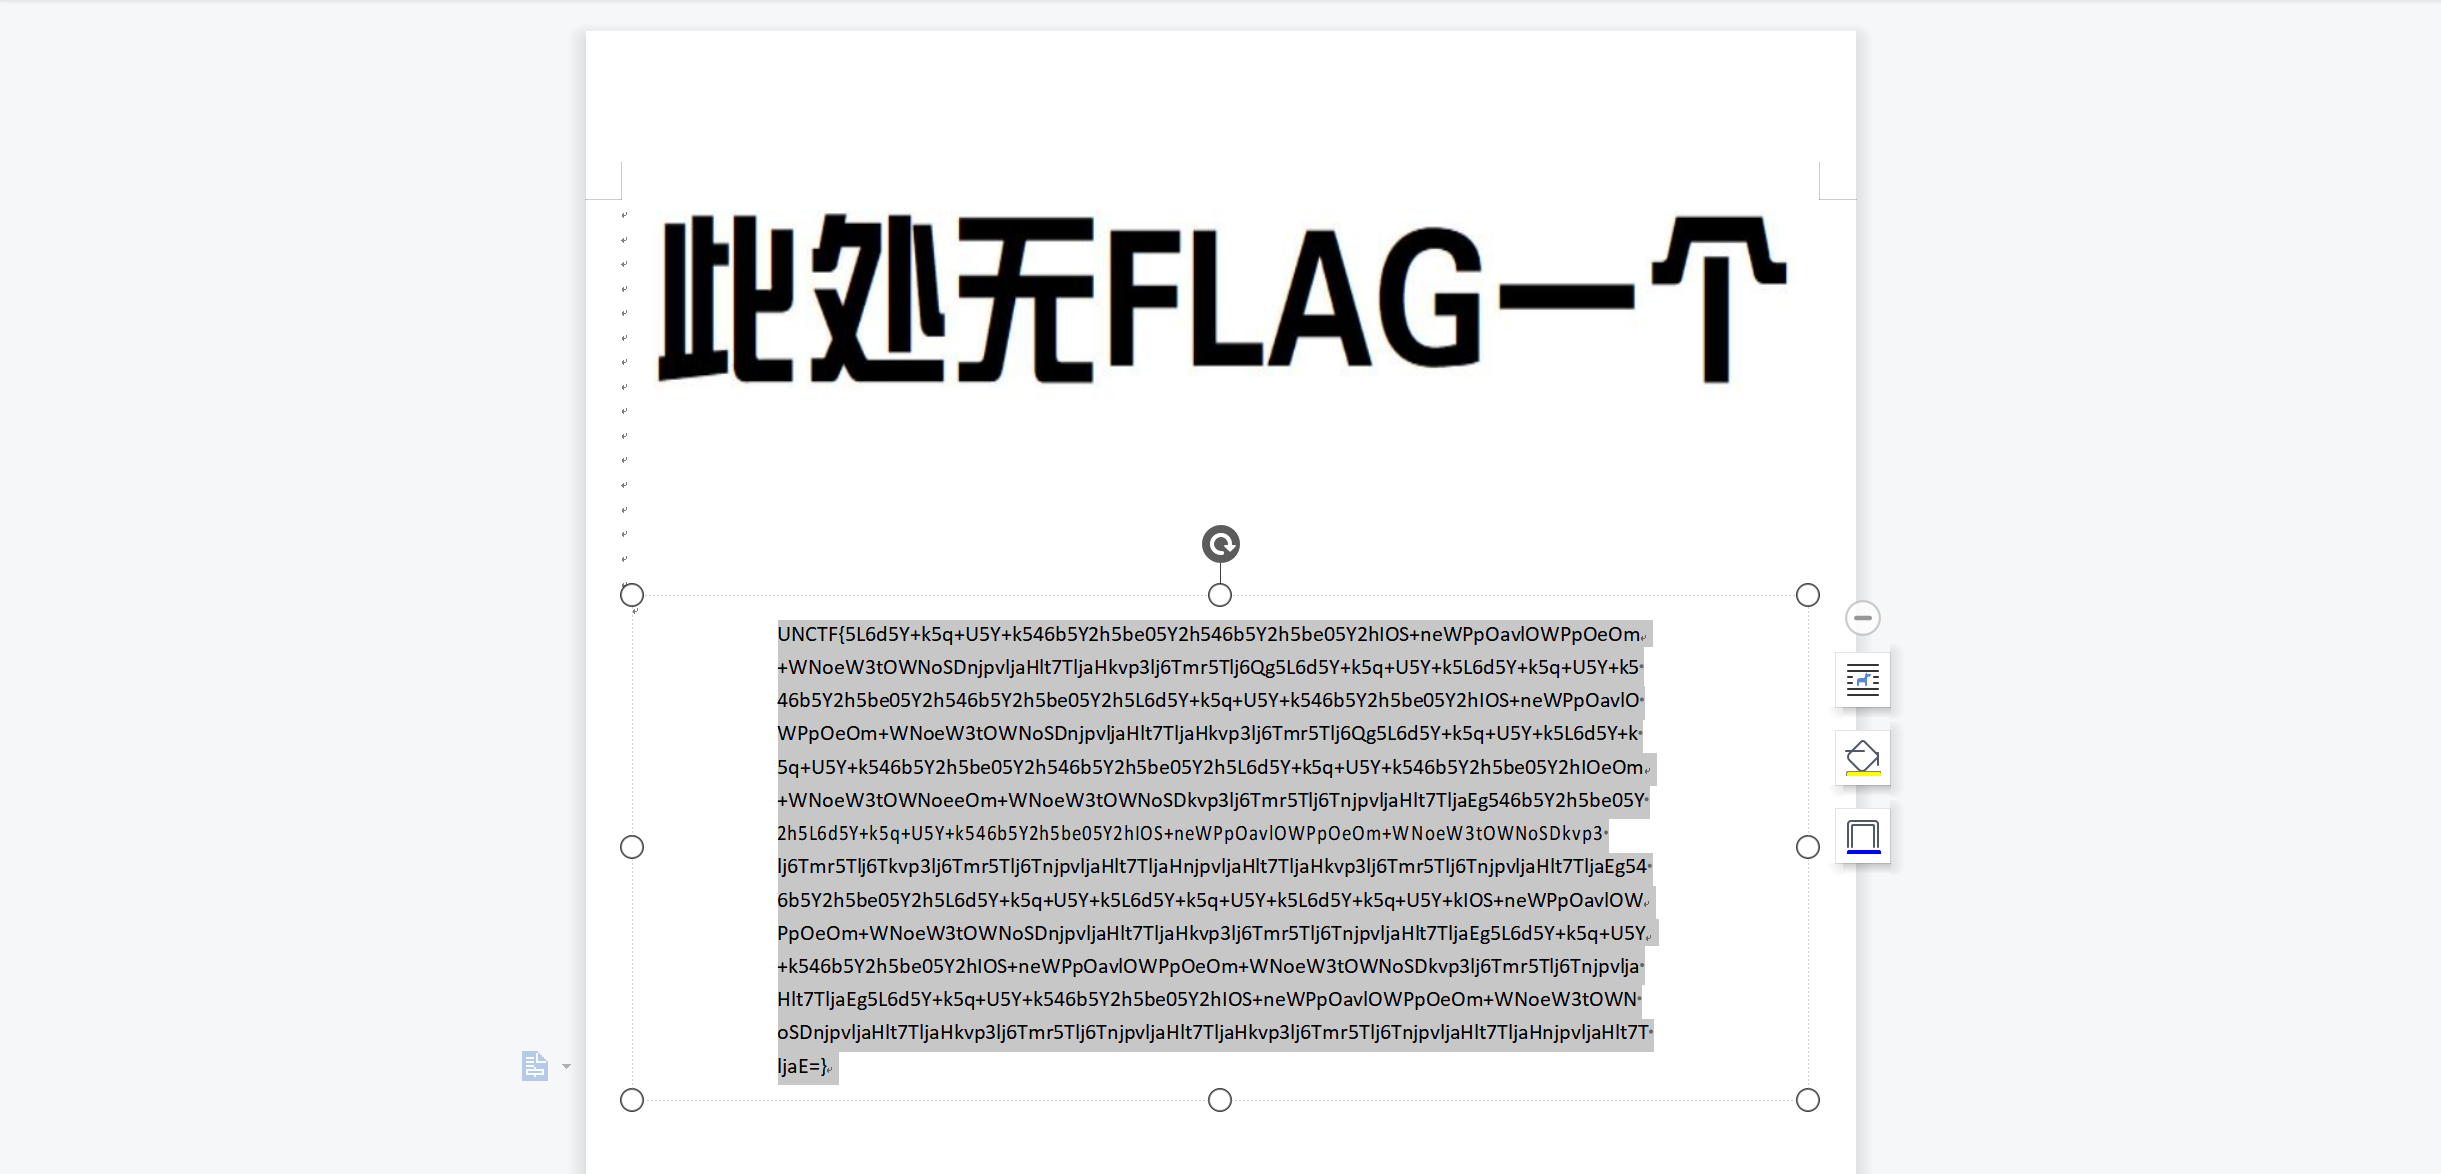 此处无FLAG一个
UNCTF{5L6d5Y+k5q+U5Y+k546b5Y2h5be05Y2h546b5Y2h5be05Y2hIOS+neWPpOavlOWPpOeOm
+WNoeW3tOWNoSDnjpvljaHlt7TljaHkvp3lj6Tmr5Tlj6Qg5L6d5Y+k5q+U5Y+k5L6d5Y+k5q+U5Y+k5
46b5Y2h5be05Y2h546b5Y2h5be05Y2h5L6d5Y+k5q+U5Y+k546b5Y2h5be05Y2hIOS+neWPpOavlO
WPpOeOm+WNoeW3tOWNoSDnjpvljaHlt7TljaHkvp3lj6Tmr5Tlj6Qg5L6d5Y+k5q+U5Y+k5L6d5Y+k
5q+U5Y+k546b5Y2h5be05Y2h546b5Y2h5be05Y2h5L6d5Y+k5q+U5Y+k546b5Y2h5be05Y2hIOeOm
+WNoeW3tOWNoeeOm+WNoeW3tOWNoSDkvp3lj6Tmr5Tlj6TnjpvljaHlt7TljaEg546b5Y2h5be05Y
2h5L6d5Y+k5q+U5Y+k546b5Y2h5be05Y2hIOS+neWPpOavlOWPpOeOm+WNoeW3tOWNoSDkvp3
lj6Tmr5Tlj6Tkvp3lj6Tmr5Tlj6TnjpvljaHlt7TljaHnjpvljaHlt7TljaHkvp3lj6Tmr5Tlj6TnjpvljaHlt7TljaEg54
6b5Y2h5be05Y2h5L6d5Y+k5q+U5Y+k5L6d5Y+k5q+U5Y+k5L6d5Y+k5q+U5Y+kIOS+neWPpOavlOW
PpOeOm+WNoeW3tOWNoSDnjpvljaHlt7TljaHkvp3lj6Tmr5Tlj6TnjpvljaHlt7TljaEg5L6d5Y+k5q+U5Y
+k546b5Y2h5be05Y2hIOS+neWPpOavlOWPpOeOm+WNoeW3tOWNoSDkvp3lj6Tmr5Tlj6Tnjpvlja
Hlt7TljaEg5L6d5Y+k5q+U5Y+k546b5Y2h5be05Y2hIOS+neWPpOavlOWPpOeOm+WNoeW3tOWN
oSDnjpvljaHlt7TljaHkvp3lj6Tmr5Tlj6TnjpvljaHlt7TljaHkvp3lj6Tmr5Tlj6TnjpvljaHlt7TljaHnjpvljaHlt7T
ljaE=}